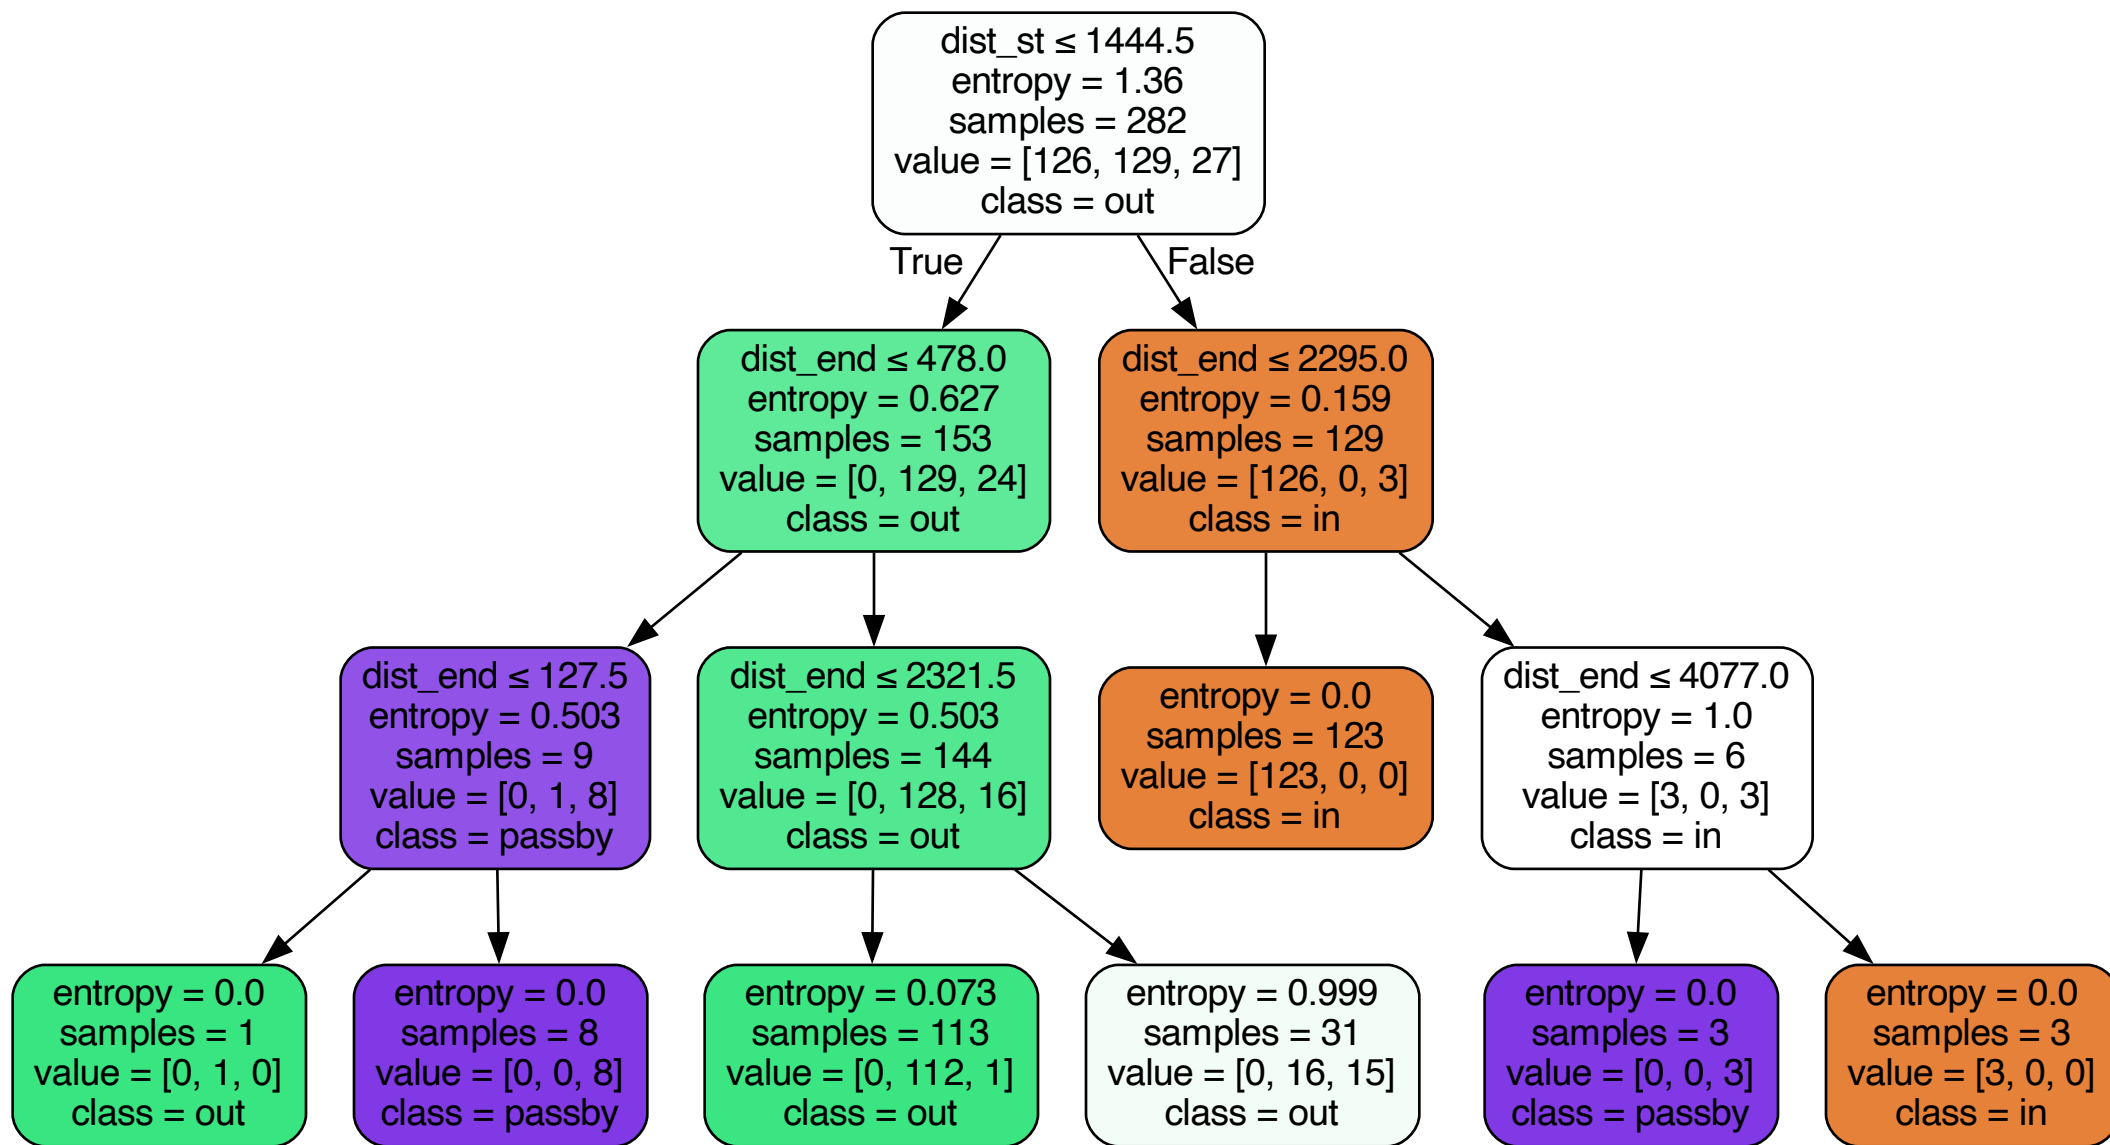 dist_st ≤ 1444.5
entropy = 1.36
samples = 282
value = [126, 129, 27]
class = out
True
False
dist_end ≤ 478.0
entropy = 0.627
samples = 153
value = [0, 129, 24]
class = out
dist_end ≤ 2295.0
entropy = 0.159
samples = 129
value = [126, 0, 3]
class = in
dist_end ≤ 127.5
entropy = 0.503
samples = 9
value = [0, 1, 8]
class = passby
dist_end ≤ 2321.5
entropy = 0.503
samples = 144
value = [0, 128, 16]
class = out
entropy = 0.0
samples = 123
value = [123, 0, 0]
class = in
dist_end ≤ 4077.0
entropy = 1.0
samples = 6
value = [3, 0, 3]
class = in
entropy = 0.0
samples = 1
value = [0, 1, 0]
class = out
entropy = 0.0
samples = 8
value = [0, 0, 8]
class = passby
entropy = 0.073
samples = 113
value = [0, 112, 1]
class = out
entropy = 0.999
samples = 31
value = [0, 16, 15]
class = out
entropy = 0.0
samples = 3
value = [0, 0, 3]
class = passby
entropy = 0.0
samples = 3
value = [3, 0, 0]
class = in